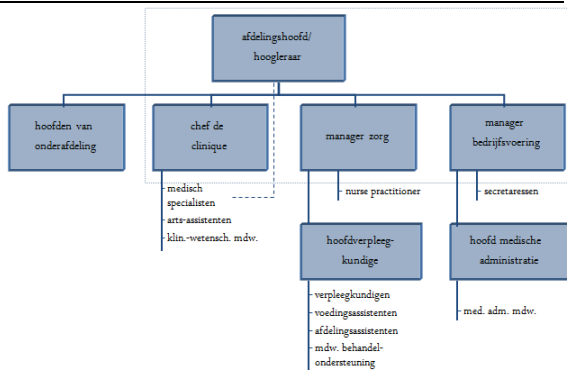 afdelingshoofd/
hoogleraar
hoofden van
onderafdeling
chef de
clinique
manager zorg
manager
bedrijfsvoering
medisch
specialisten
arts-assistenten
klin.-wetensch. mdw.
nurse practitioner
secretaressen
hoofdverpleeg-
kundige
hoofd medische
administratie
verpleegkundigen
voedingsassistenten
afdelingsassistenten
mdw. behandel-
ondersteuning
med. adm. mdw.